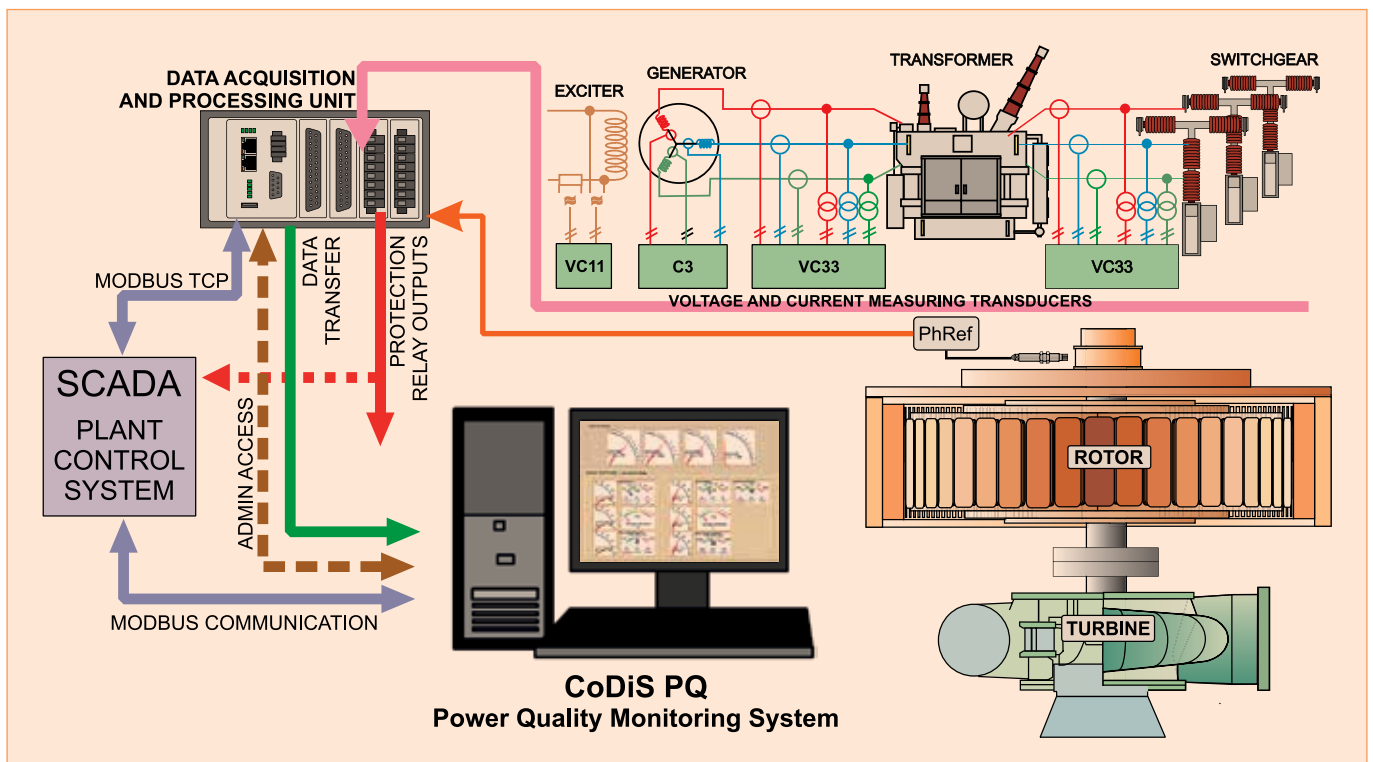 DATA ACQUISITION
AND PROCESSING UNIT
EXCITER
GENERATOR
TRANSFORMER
SWITCHGEAR
VC11
C3
VC33
VC33
VOLTAGE AND CURRENT MEASURING TRANSDUCERS
MODBUS TCP
DATA
TRANSFER
PROTECTION
RELAY OUTPUTS
PhRef
SCADA
PLANT
CONTROL
SYSTEM
ADMIN ACCESS
ROTOR
MODBUS COMMUNICATION
TURBINE
CoDiS PQ
Power Quality Monitoring System